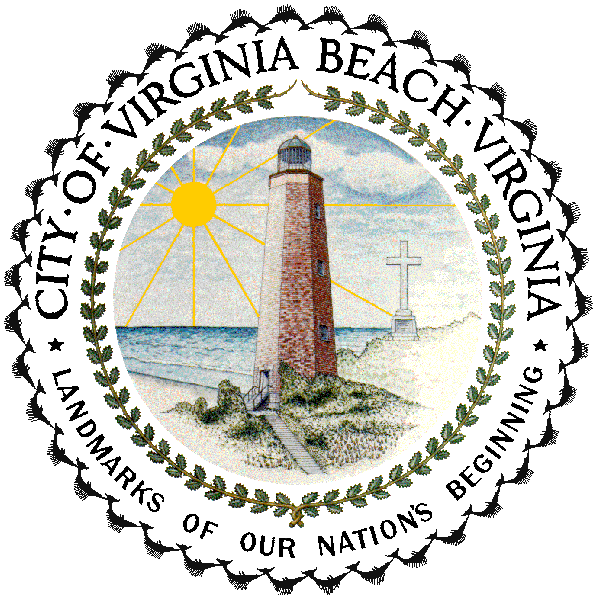 CITY·OF·VIRGINIA BEACH·VIRGINIA
★ LANDMARKS OF OUR NATION'S BEGINNING ★